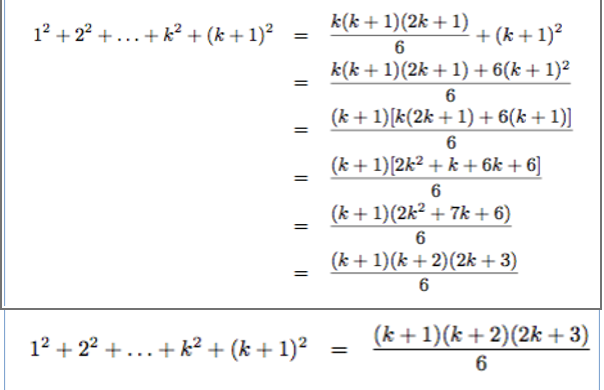 1² + 2² + . . . + k² + (k + 1)² = k(k + 1)(2k + 1)/6 + (k + 1)²
= k(k + 1)(2k + 1) + 6(k + 1)²/6
= (k + 1)[k(2k + 1) + 6(k + 1)]/6
= (k + 1)[2k² + k + 6k + 6]/6
= (k + 1)(2k² + 7k + 6)/6
= (k + 1)(k + 2)(2k + 3)/6
1² + 2² + . . . + k² + (k + 1)² = (k + 1)(k + 2)(2k + 3)/6